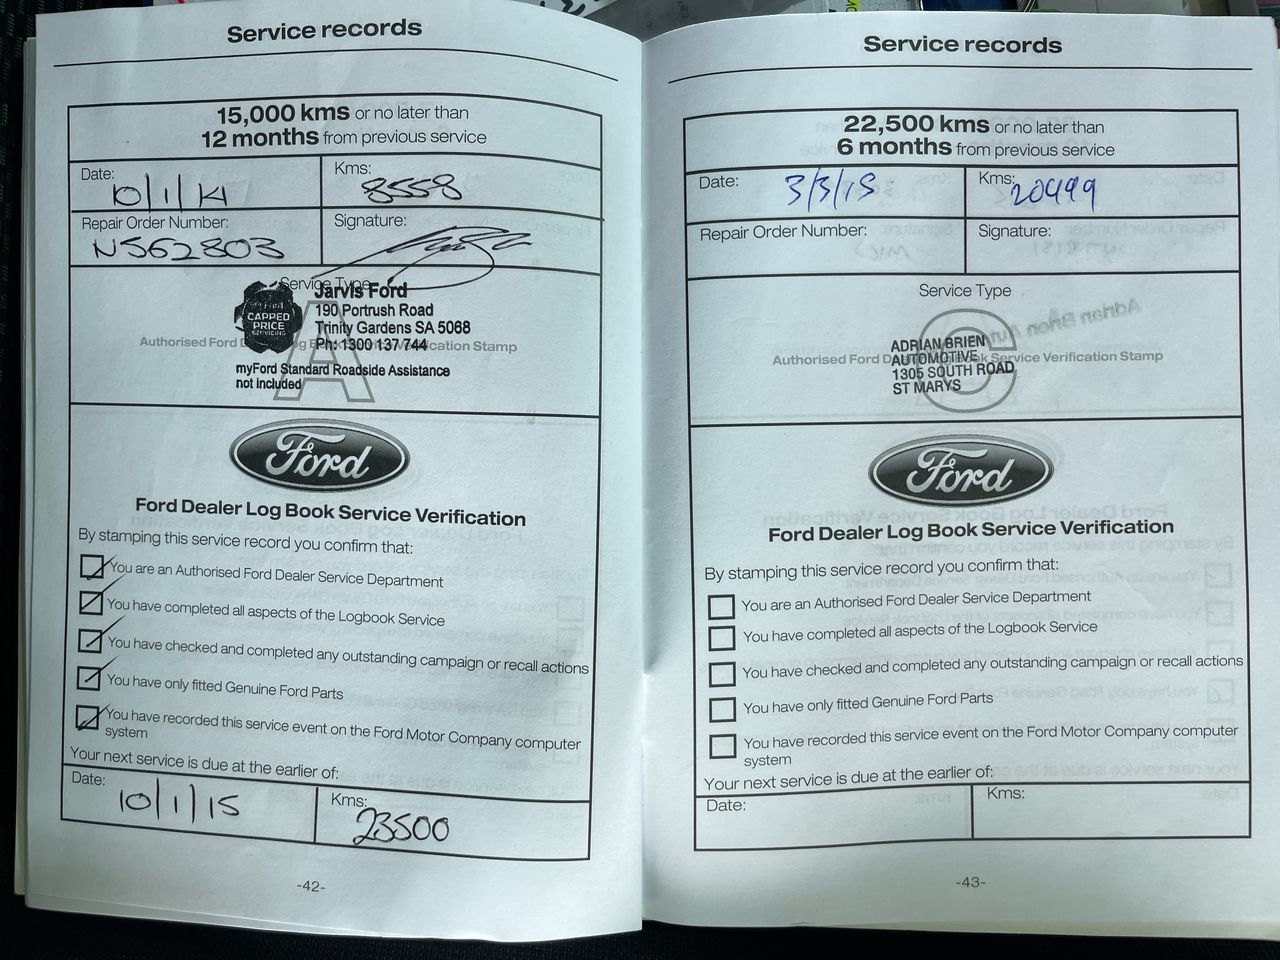 Service records
15,000 kms or no later than
12 months from previous service
Date: 10/1/14
Kms: 8558
Repair Order Number: N562803
Signature:
Service Type
Jarvis Ford
190 Portrush Road
Trinity Gardens SA 5068
Ph: 1300 137 744
CAPPED
PRICE
SERVICING
A
Authorised Ford Dealer Log Book Service Verification Stamp
myFord Standard Roadside Assistance
not included
Ford
Ford Dealer Log Book Service Verification
By stamping this service record you confirm that:
You are an Authorised Ford Dealer Service Department
You have completed all aspects of the Logbook Service
You have checked and completed any outstanding campaign or recall actions
You have only fitted Genuine Ford Parts
You have recorded this service event on the Ford Motor Company computer
system
Your next service is due at the earlier of:
Date: 10/1/15
Kms: 23500
-42-
Service records
22,500 kms or no later than
6 months from previous service
Date: 3/3/15
Kms: 20499
Repair Order Number:
Signature:
Service Type
C
Authorised Ford Dealer Log Book Service Verification Stamp
ADRIAN BRIEN
AUTOMOTIVE
1305 SOUTH ROAD
ST MARYS
Ford
Ford Dealer Log Book Service Verification
By stamping this service record you confirm that:
You are an Authorised Ford Dealer Service Department
You have completed all aspects of the Logbook Service
You have checked and completed any outstanding campaign or recall actions
You have only fitted Genuine Ford Parts
You have recorded this service event on the Ford Motor Company computer
system
Your next service is due at the earlier of:
Date:
Kms:
-43-